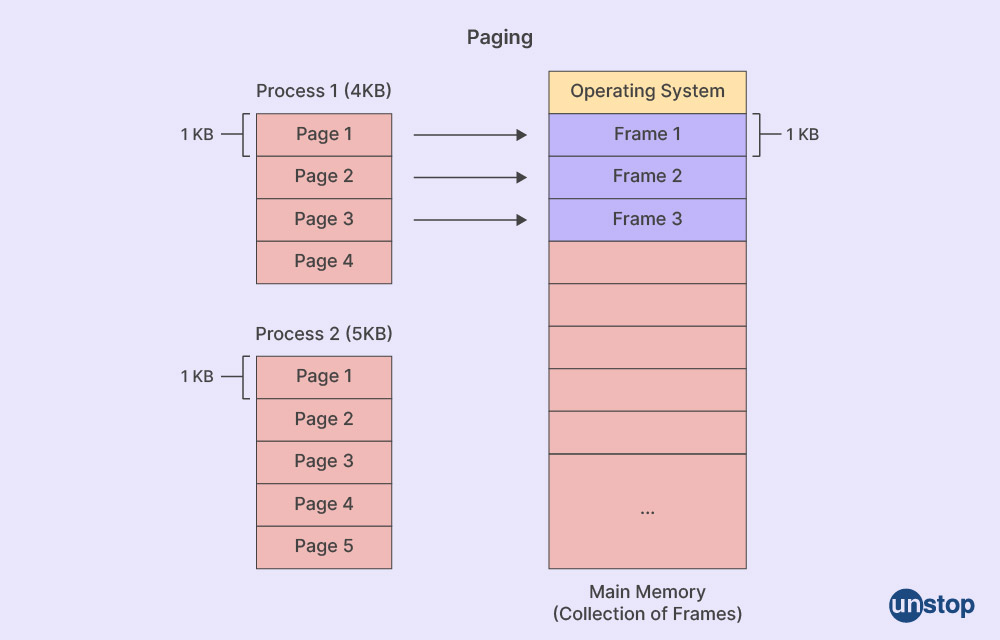 Paging
Process 1 (4KB)
1 KB
Page 1
Page 2
Page 3
Page 4
Process 2 (5KB)
1 KB
Page 1
Page 2
Page 3
Page 4
Page 5
Operating System
Frame 1
1 KB
Frame 2
Frame 3
...
Main Memory
(Collection of Frames)
unstop